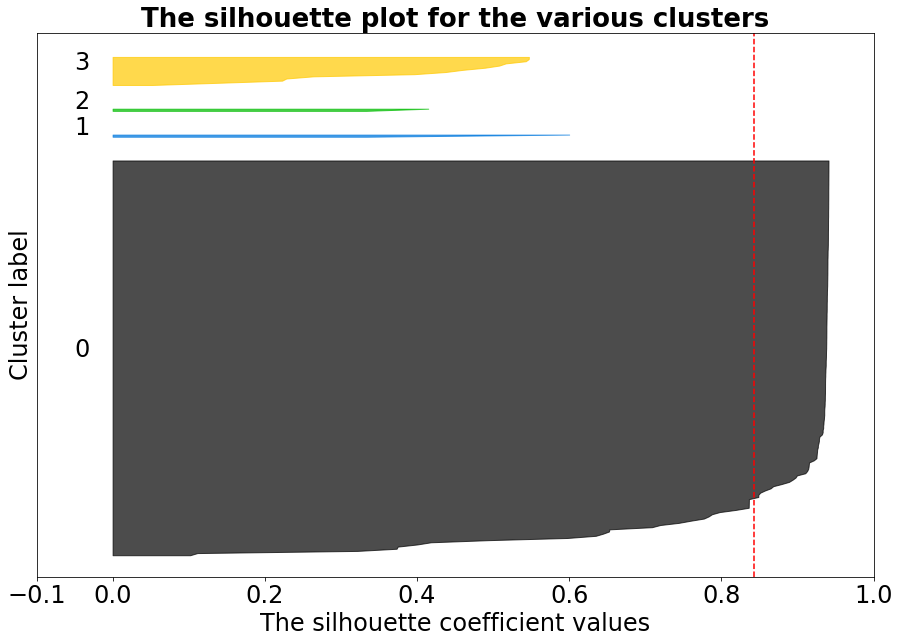 The silhouette plot for the various clusters
3
2
1
0
Cluster label
−0.1 0.0 0.2 0.4 0.6 0.8 1.0
The silhouette coefficient values